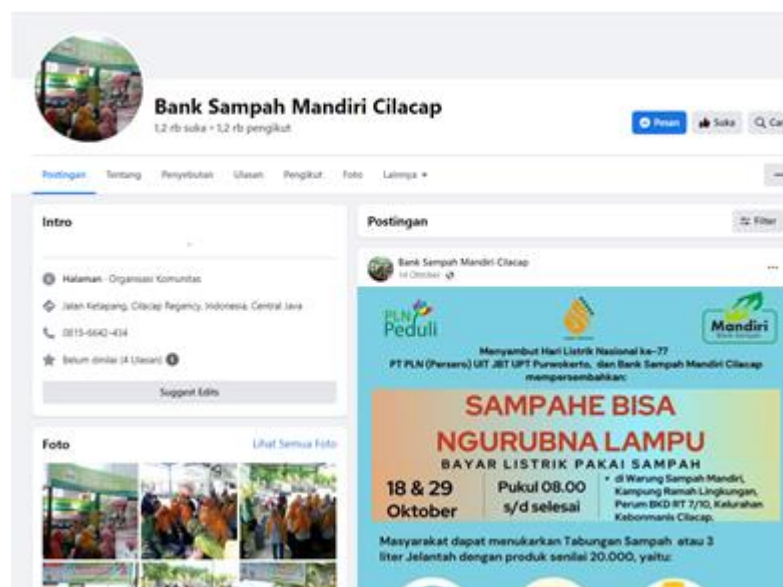 Bank Sampah Mandiri Cilacap
1,2 rb suka • 1,2 rb pengikut
Pesan
Suka
Postingan
Tentang
Penyebutan
Ulasan
Pengikut
Foto
Lainnya
Intro
Halaman · Organisasi Komunitas
Jalan Ketapang, Cilacap Regency, Indonesia, Central Java
0815-6642-434
Belum dinilai (4 Ulasan)
Suggest Edits
Foto
Lihat Semua Foto
Postingan
Filter
Bank Sampah Mandiri Cilacap
14 Oktober
PLN
Peduli
Mandiri
Menyambut Hari Listrik Nasional ke-77
PT PLN (Persero) UIT JBT UPT Purwokerto, dan Bank Sampah Mandiri Cilacap
mempersembahkan:
SAMPAHE BISA
NGURUBNA LAMPU
BAYAR LISTRIK PAKAI SAMPAH
18 & 29
Oktober
Pukul 08.00
s/d selesai
• di Warung Sampah Mandiri,
Kampung Ramah Lingkungan,
Perum BKD RT 7/10, Kelurahan
Kebonmanis Cilacap.
Masyarakat dapat menukarkan Tabungan Sampah atau 3
liter Jelantah dengan produk senilai 20.000, yaitu: